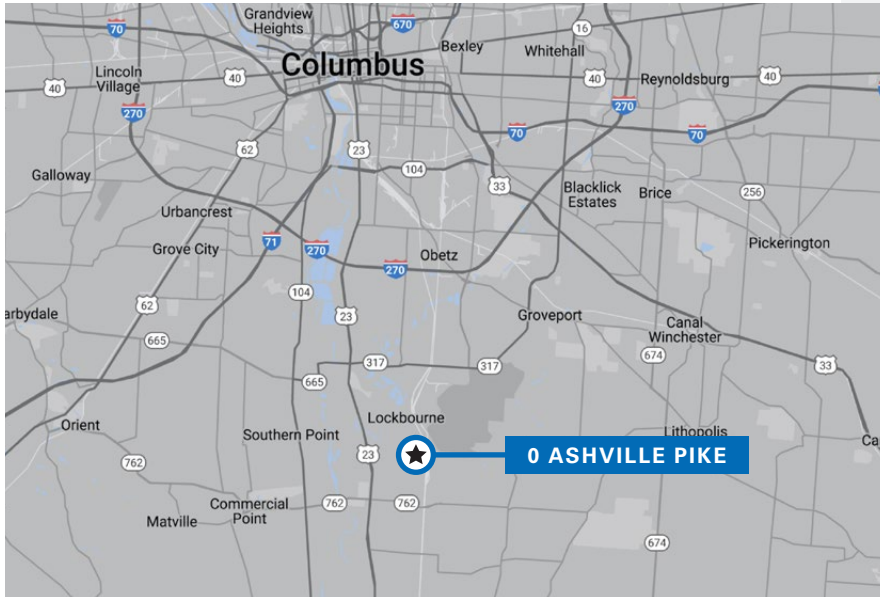 Grandview
Heights
70
670
16
Bexley
Whitehall
Columbus
Lincoln
Village
40
40
40
Reynoldsburg
40
270
270
70
70
62
23
104
Galloway
33
Blacklick
Estates
Brice
256
Urbancrest
71
270
Grove City
Obetz
Pickerington
270
104
62
arbydale
23
Groveport
Canal
Winchester
665
674
317
317
33
665
Orient
Lockbourne
Southern Point
Lithopolis
Ca
23
0 ASHVILLE PIKE
762
Commercial
Point
762
762
Matville
674